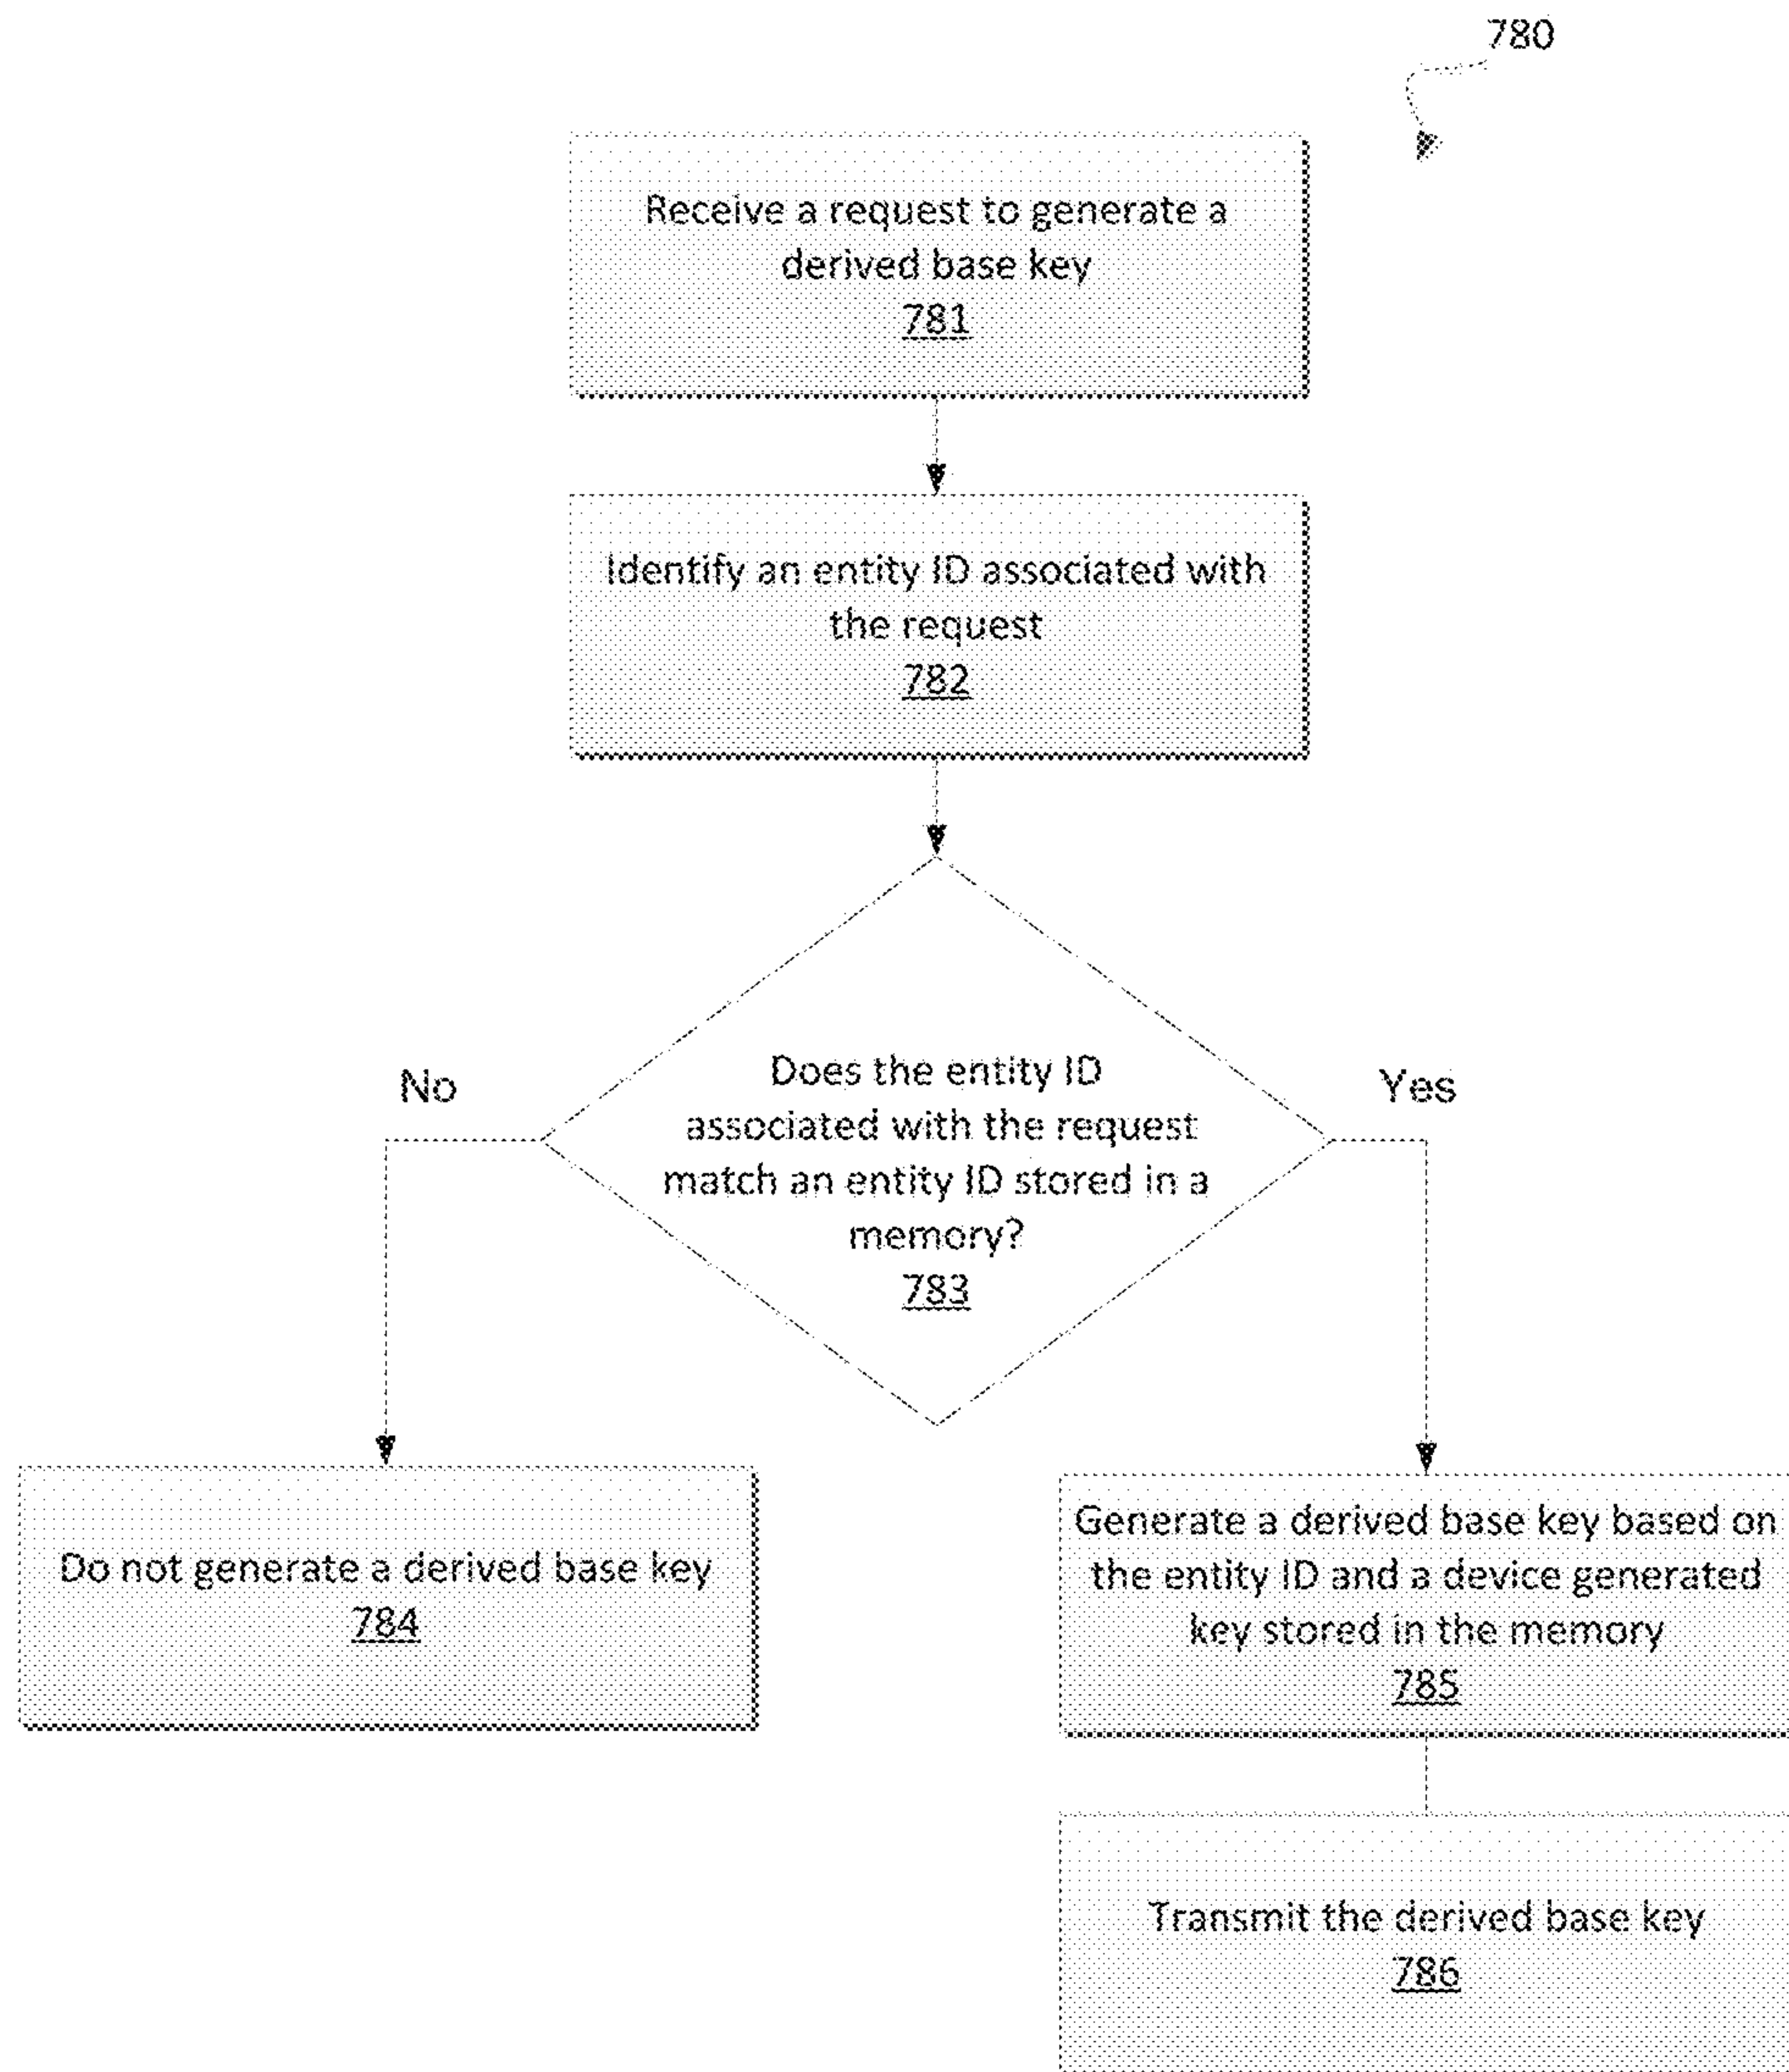 780
Receive a request to generate a
derived base key
781
Identify an entity ID associated with
the request
782
Does the entity ID
associated with the request
match an entity ID stored in a
memory?
783
No
Yes
Do not generate a derived base key
784
Generate a derived base key based on
the entity ID and a device generated
key stored in the memory
785
Transmit the derived base key
786